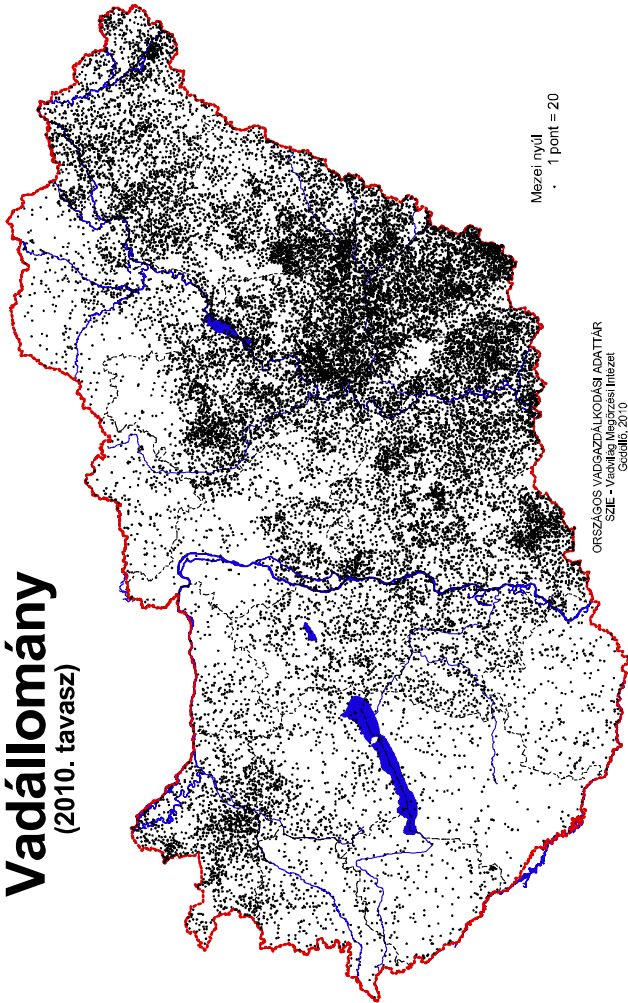 Vadállomány
(2010. tavasz)
Mezei nyúl
1 pont = 20
ORSZÁGOS VADGAZDÁLKODÁSI ADATTÁR
SZIE - Vadvilág Megőrzési Intézet
Gödöllő, 2010